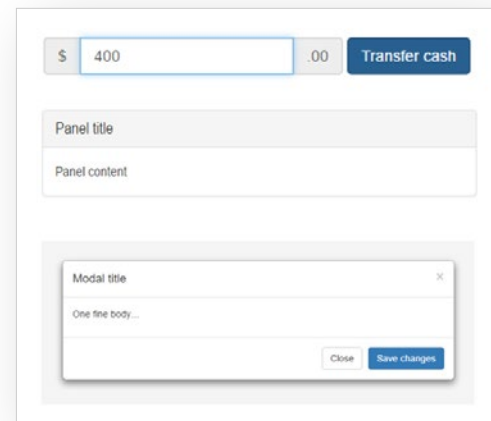 $ 400 .00 Transfer cash
Panel title
Panel content
Modal title ×
One fine body...
Close Save changes